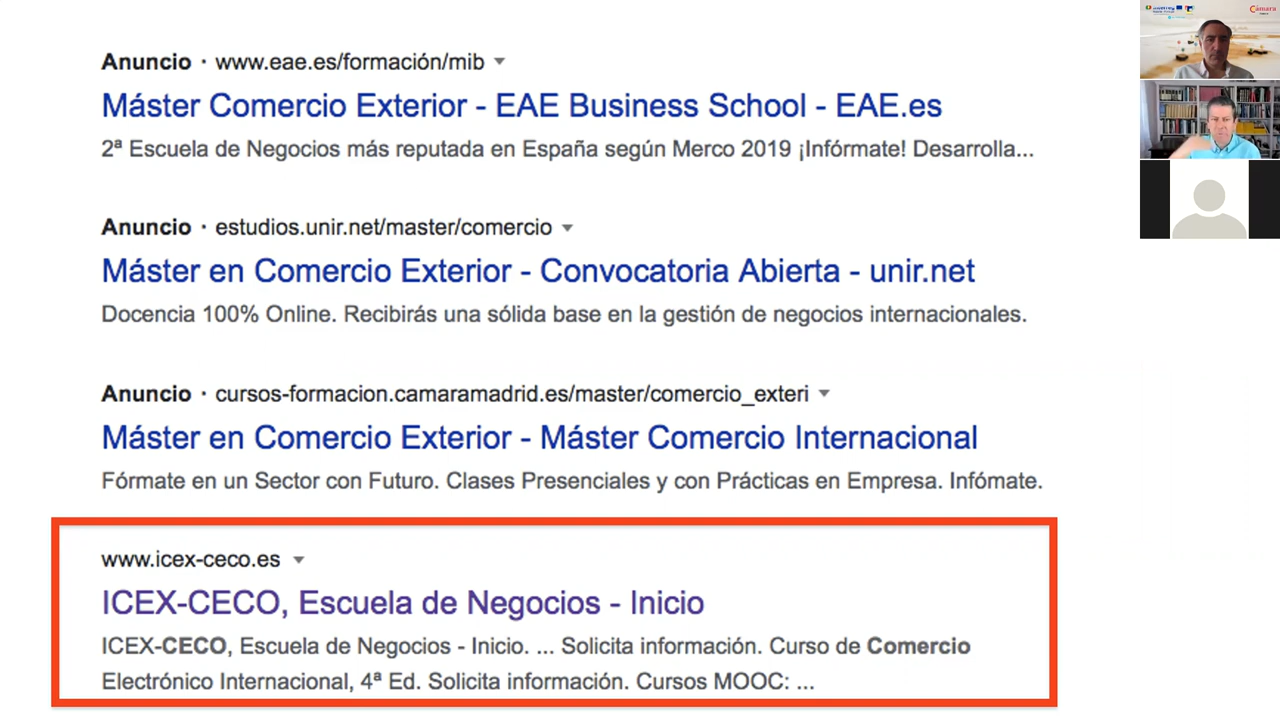 Anuncio · www.eae.es/formación/mib
Máster Comercio Exterior - EAE Business School - EAE.es
2ª Escuela de Negocios más reputada en España según Merco 2019 ¡Infórmate! Desarrolla...
Anuncio · estudios.unir.net/master/comercio
Máster en Comercio Exterior - Convocatoria Abierta - unir.net
Docencia 100% Online. Recibirás una sólida base en la gestión de negocios internacionales.
Anuncio · cursos-formacion.camaramadrid.es/master/comercio_exteri
Máster en Comercio Exterior - Máster Comercio Internacional
Fórmate en un Sector con Futuro. Clases Presenciales y con Prácticas en Empresa. Infómate.
www.icex-ceco.es
ICEX-CECO, Escuela de Negocios - Inicio
ICEX-CECO, Escuela de Negocios - Inicio. ... Solicita información. Curso de Comercio
Electrónico Internacional, 4ª Ed. Solicita información. Cursos MOOC: ...
Cámara